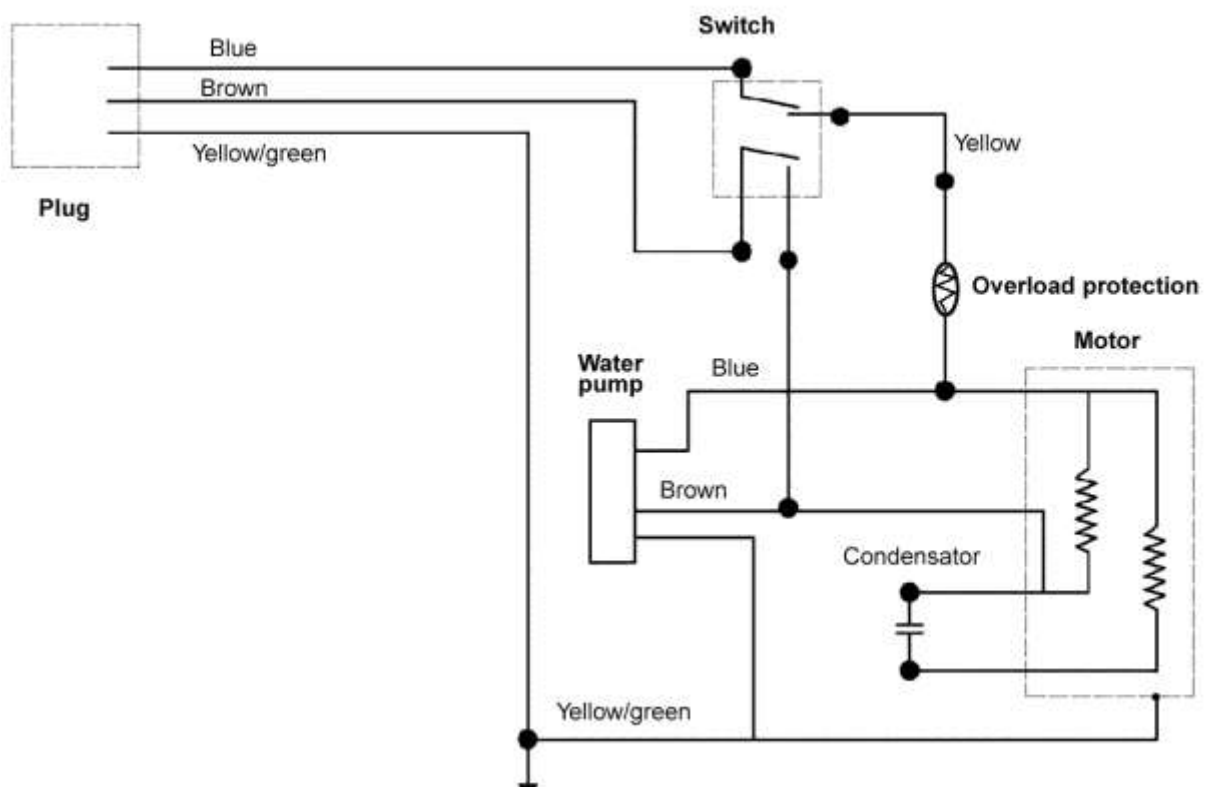 Switch
Blue
Brown
Yellow/green
Yellow
Plug
Overload protection
Motor
Water
pump
Blue
Brown
Condensator
Yellow/green